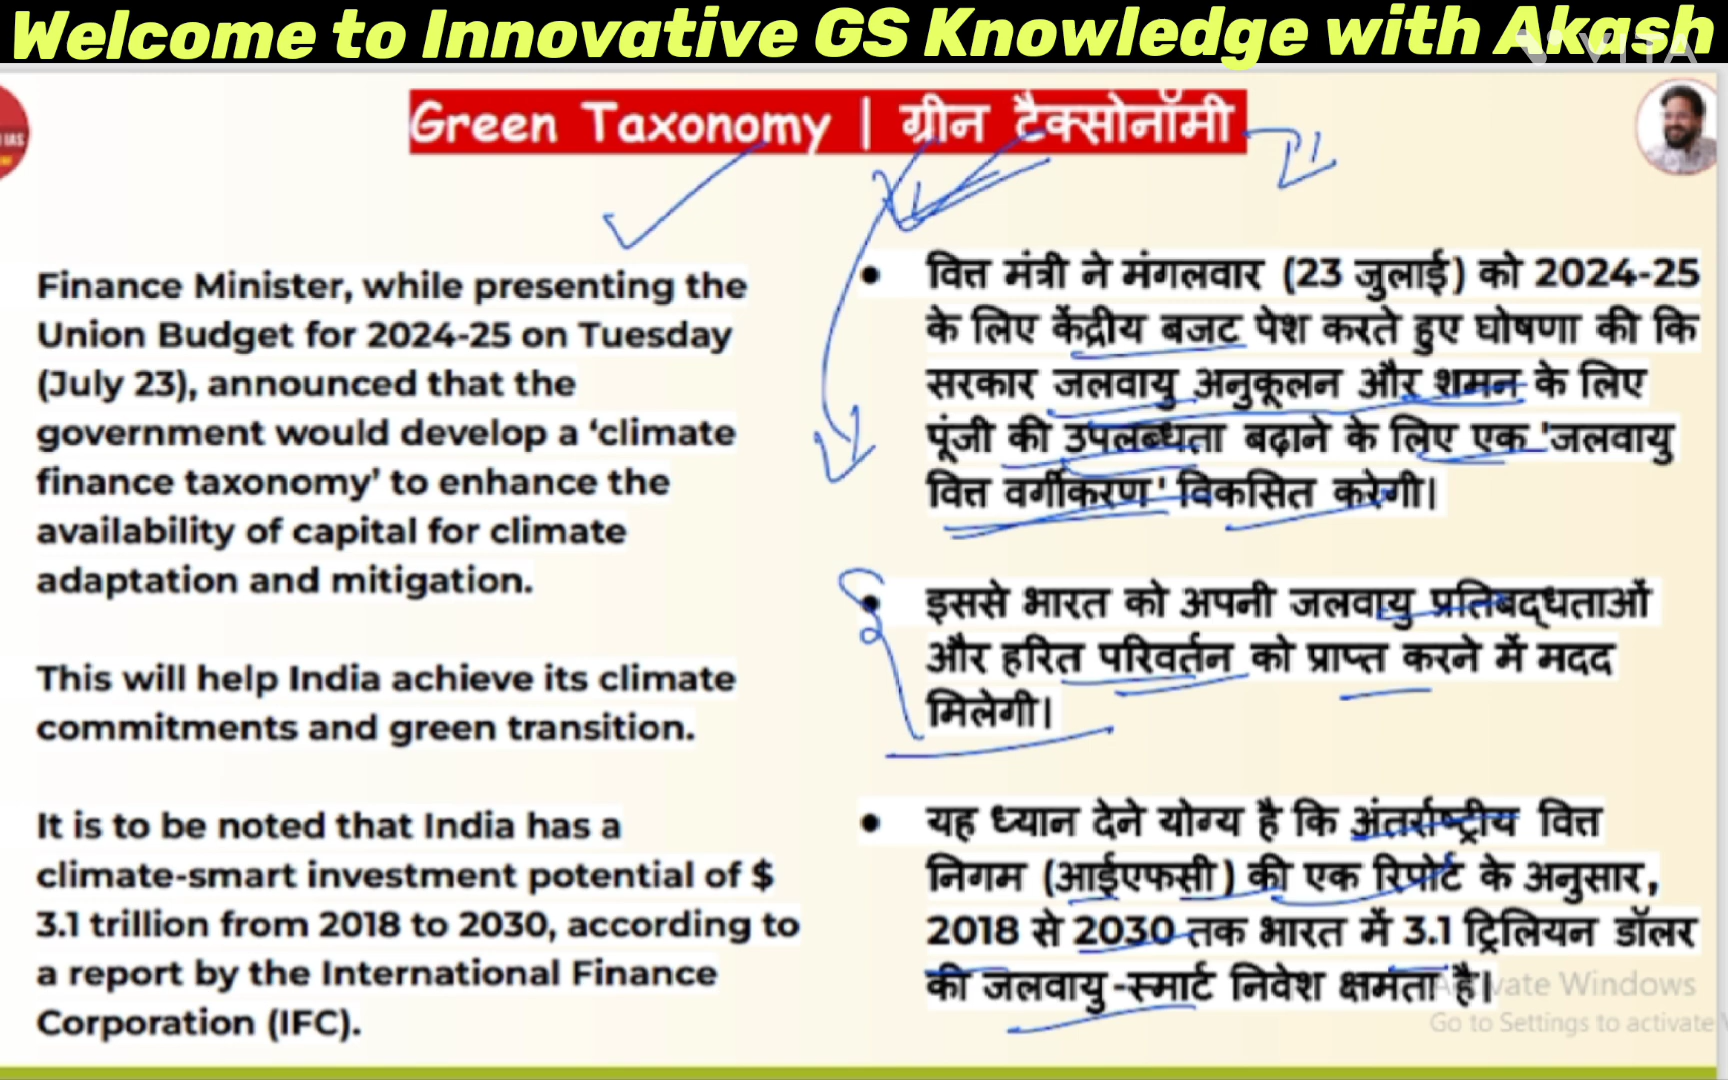 Welcome to Innovative GS Knowledge with Akash
VITA
IAS
Green Taxonomy | ग्रीन टैक्सोनॉमी
Finance Minister, while presenting the
Union Budget for 2024-25 on Tuesday
(July 23), announced that the
government would develop a ‘climate
finance taxonomy’ to enhance the
availability of capital for climate
adaptation and mitigation.
This will help India achieve its climate
commitments and green transition.
It is to be noted that India has a
climate-smart investment potential of $
3.1 trillion from 2018 to 2030, according to
a report by the International Finance
Corporation (IFC).
• वित्त मंत्री ने मंगलवार (23 जुलाई) को 2024-25
के लिए केंद्रीय बजट पेश करते हुए घोषणा की कि
सरकार जलवायु अनुकूलन और शमन के लिए
पूंजी की उपलब्धता बढ़ाने के लिए एक 'जलवायु
वित्त वर्गीकरण' विकसित करेगी।
• इससे भारत को अपनी जलवायु प्रतिबद्धताओं
और हरित परिवर्तन को प्राप्त करने में मदद
मिलेगी।
• यह ध्यान देने योग्य है कि अंतर्राष्ट्रीय वित्त
निगम (आईएफसी) की एक रिपोर्ट के अनुसार,
2018 से 2030 तक भारत में 3.1 ट्रिलियन डॉलर
की जलवायु-स्मार्ट निवेश क्षमता है।
Activate Windows
Go to Settings to activate